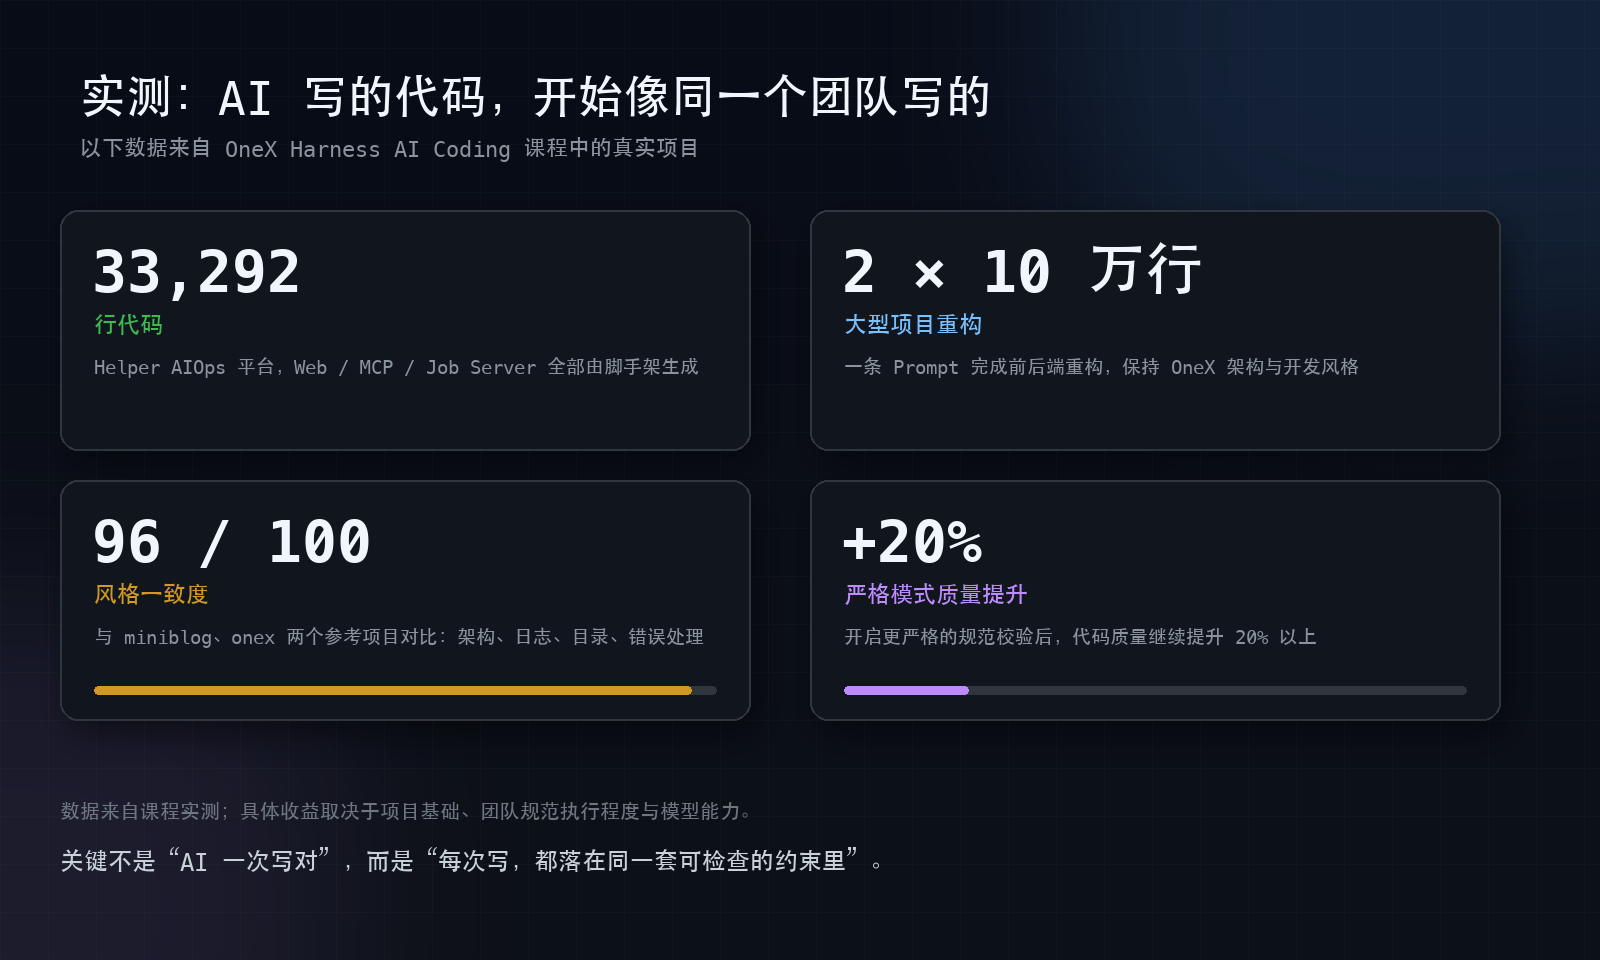 实测：AI 写的代码，开始像同一个团队写的
以下数据来自 OneX Harness AI Coding 课程中的真实项目
33,292
行代码
Helper AIOps 平台，Web / MCP / Job Server 全部由脚手架生成
2 × 10 万行
大型项目重构
一条 Prompt 完成前后端重构，保持 OneX 架构与开发风格
96 / 100
风格一致度
与 miniblog、onex 两个参考项目对比：架构、日志、目录、错误处理
+20%
严格模式质量提升
开启更严格的规范校验后，代码质量继续提升 20% 以上
数据来自课程实测；具体收益取决于项目基础、团队规范执行程度与模型能力。
关键不是“AI 一次写对”，而是“每次写，都落在同一套可检查的约束里”。